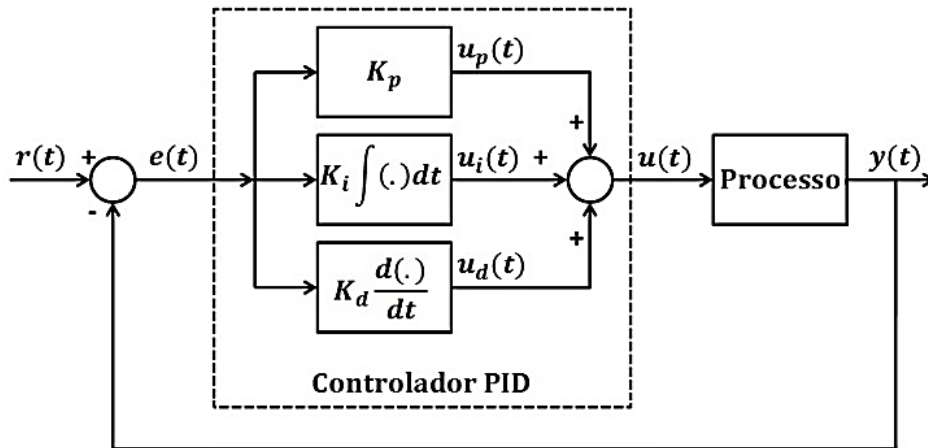 K_p
u_p(t)
+
r(t) + e(t)
K_i ∫(.)dt
u_i(t) +
u(t)
Processo
y(t)
-
K_d d(.)/dt
u_d(t)
+
Controlador PID